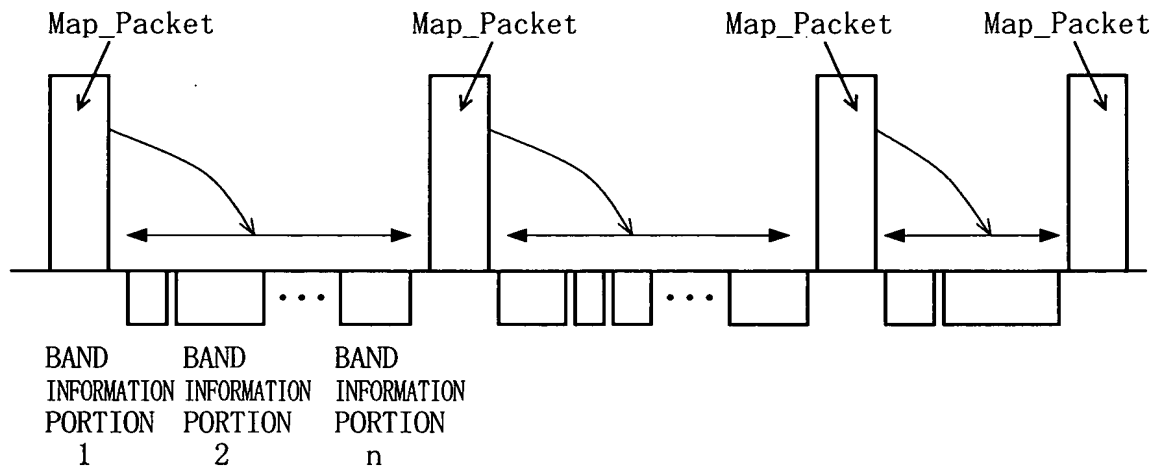 Map_Packet Map_Packet Map_Packet Map_Packet
BAND BAND BAND
INFORMATION INFORMATION INFORMATION
PORTION PORTION PORTION
1 2 n